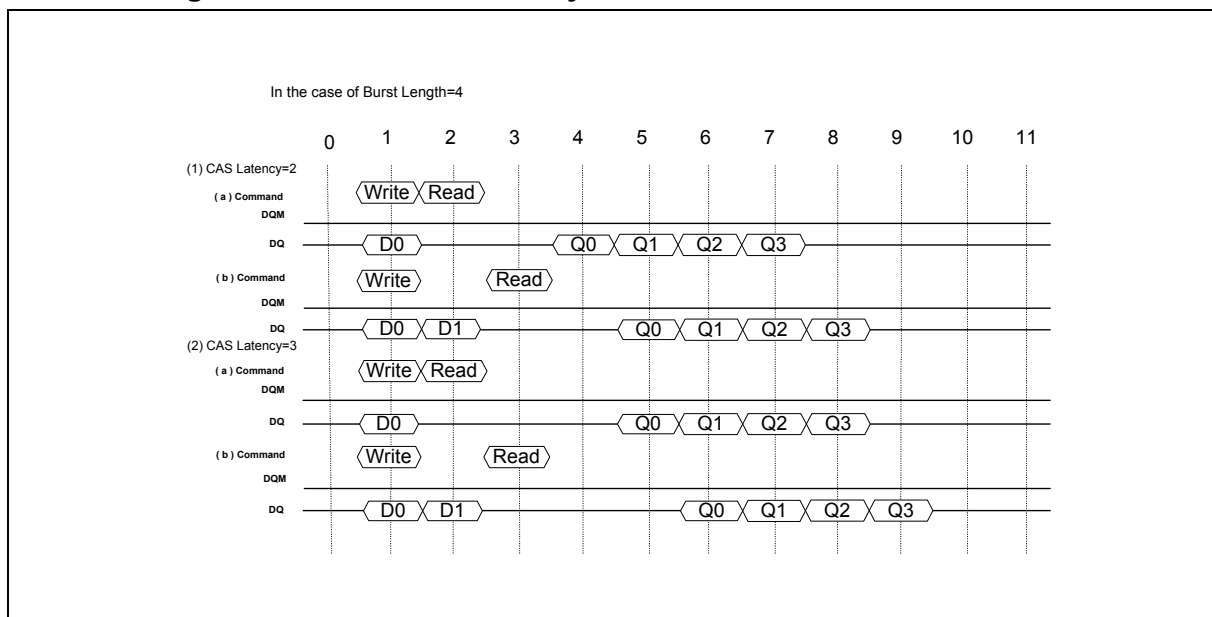 In the case of Burst Length=4
0 1 2 3 4 5 6 7 8 9 10 11
(1) CAS Latency=2
( a ) Command Write Read
DQM
DQ D0 Q0 Q1 Q2 Q3
( b ) Command Write Read
DQM
DQ D0 D1 Q0 Q1 Q2 Q3
(2) CAS Latency=3
( a ) Command Write Read
DQM
DQ D0 Q0 Q1 Q2 Q3
( b ) Command Write Read
DQM
DQ D0 D1 Q0 Q1 Q2 Q3